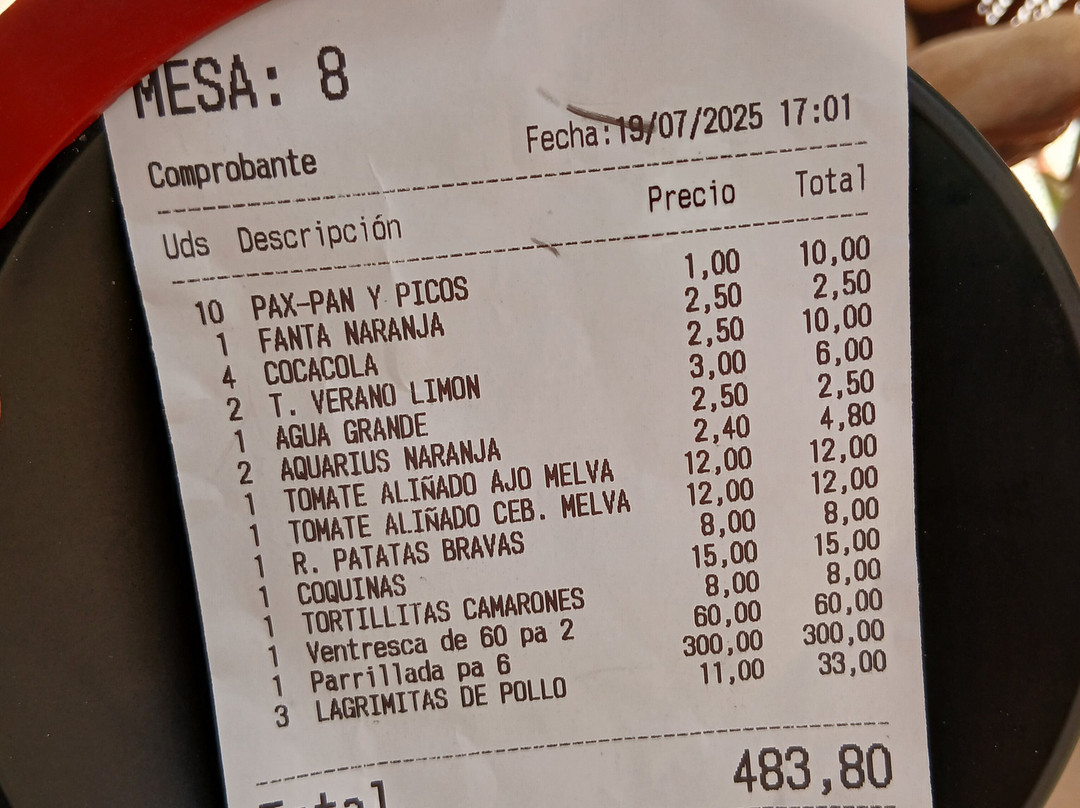 MESA: 8
Fecha:19/07/2025 17:01
Comprobante
Uds Descripción Precio Total
10 PAX-PAN Y PICOS 1,00 10,00
1 FANTA NARANJA 2,50 2,50
4 COCACOLA 2,50 10,00
2 T. VERANO LIMON 3,00 6,00
1 AGUA GRANDE 2,50 2,50
2 AQUARIUS NARANJA 2,40 4,80
1 TOMATE ALIÑADO AJO MELVA 12,00 12,00
1 TOMATE ALIÑADO CEB. MELVA 12,00 12,00
1 R. PATATAS BRAVAS 8,00 8,00
1 COQUINAS 15,00 15,00
1 TORTILLITAS CAMARONES 8,00 8,00
1 Ventresca de 60 pa 2 60,00 60,00
1 Parrillada pa 6 300,00 300,00
3 LAGRIMITAS DE POLLO 11,00 33,00
Total 483,80